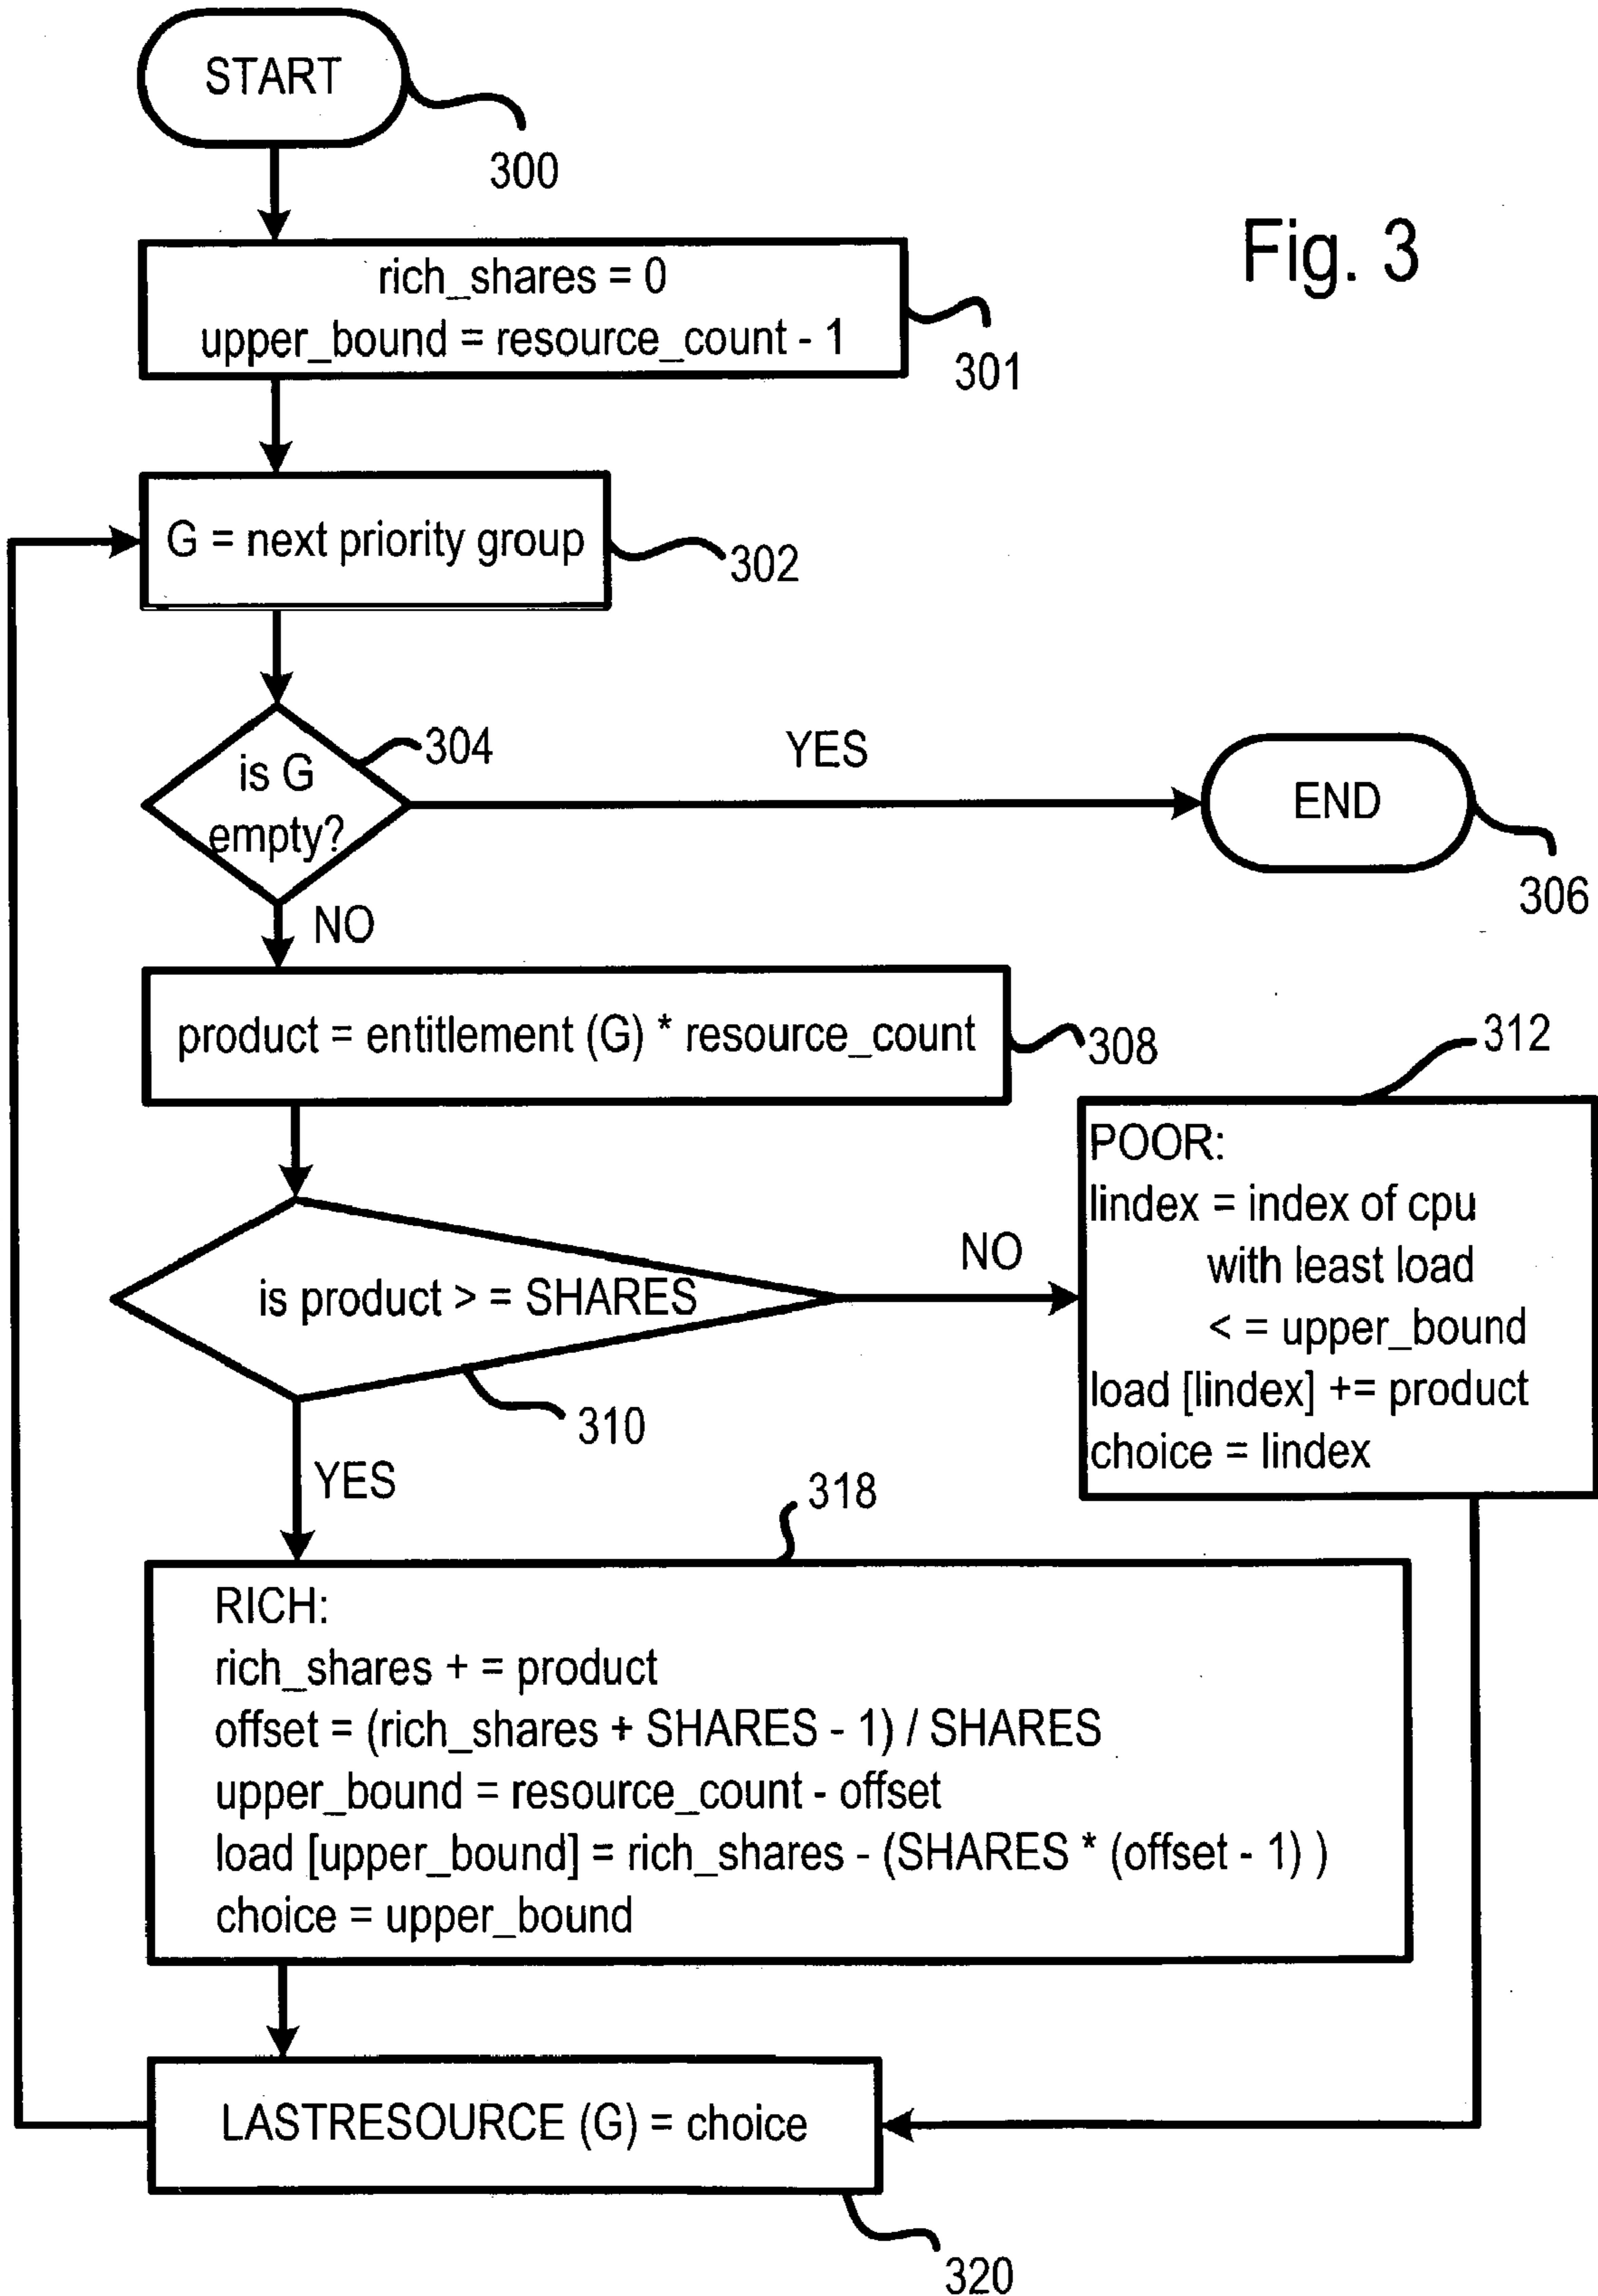 START
300
Fig. 3
rich_shares = 0
upper_bound = resource_count - 1
301
G = next priority group
302
304
is G
empty?
YES
END
306
NO
product = entitlement (G) * resource_count
308
312
POOR:
lindex = index of cpu
with least load
< = upper_bound
load [lindex] += product
choice = lindex
is product > = SHARES
NO
310
YES
318
RICH:
rich_shares + = product
offset = (rich_shares + SHARES - 1) / SHARES
upper_bound = resource_count - offset
load [upper_bound] = rich_shares - (SHARES * (offset - 1) )
choice = upper_bound
LASTRESOURCE (G) = choice
320